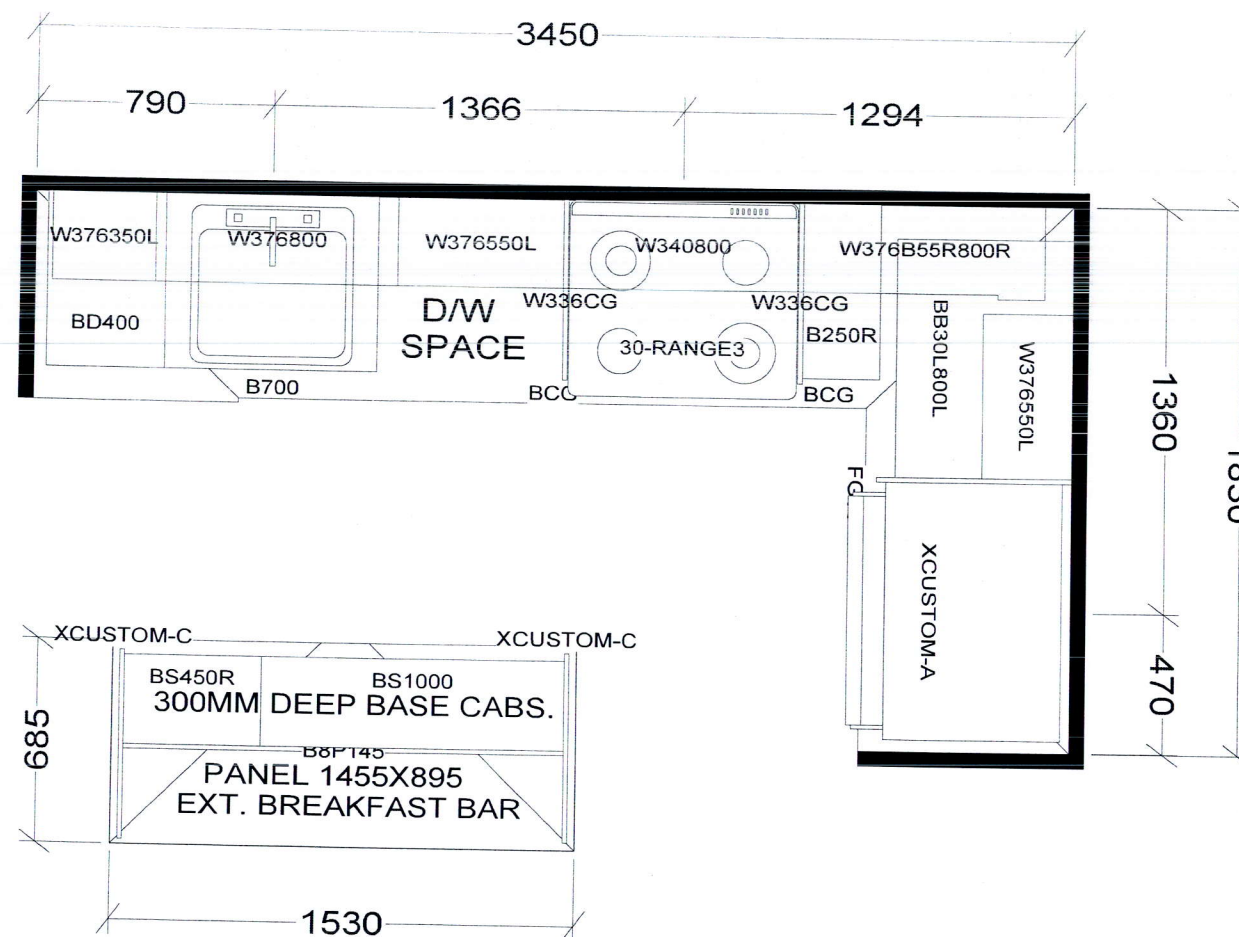 3450
790
1366
1294
W376350L
W376800
W376550L
W340800
W376B55R800R
W336CG
W336CG
BD400
D/W
SPACE
30-RANGE3
B250R
BB30L800L
W376550L
B700
BCG
BCG
1360
1830
FG
XCUSTOM-A
470
XCUSTOM-C
XCUSTOM-C
BS450R
BS1000
300MM DEEP BASE CABS.
685
B8P145
PANEL 1455X895
EXT. BREAKFAST BAR
1530